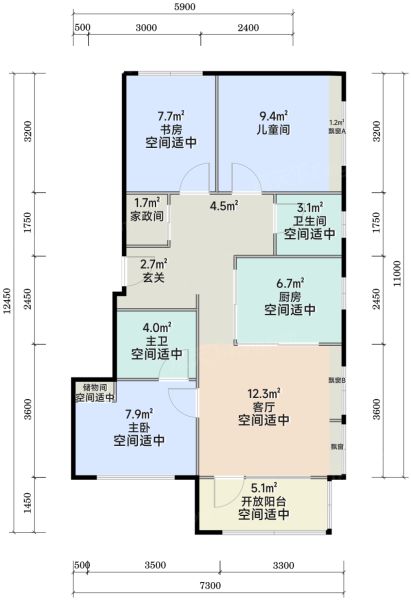 5900
500
3000
2400
7.7㎡
书房
空间适中
9.4㎡
儿童间
1.2㎡
飘窗A
3200
3200
1.7㎡
家政间
4.5㎡
3.1㎡
卫生间
空间适中
1750
1750
2.7㎡
玄关
6.7㎡
厨房
空间适中
2450
2450
12450
11000
4.0㎡
主卫
空间适中
储物间
空间适中
7.9㎡
主卧
空间适中
12.3㎡
客厅
空间适中
飘窗B
飘窗
3600
3600
5.1㎡
开放阳台
空间适中
1450
500
3500
3300
7300